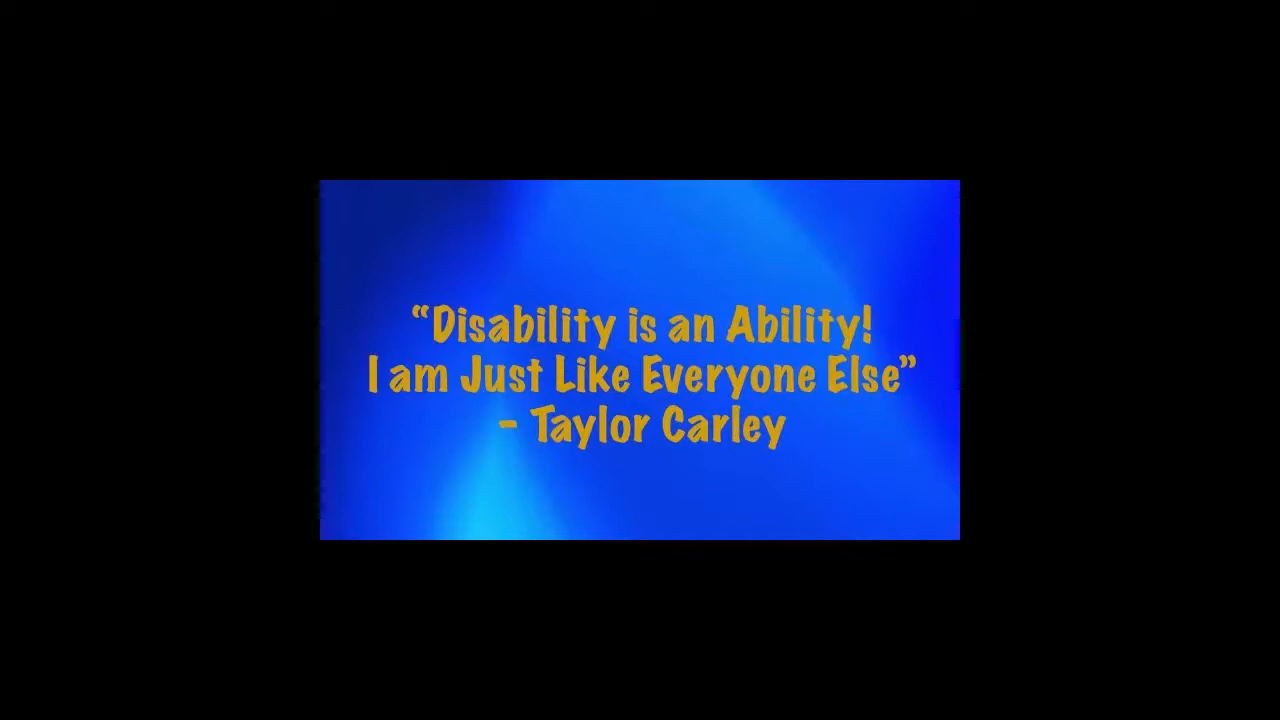 “Disability is an Ability!
I am Just Like Everyone Else”
- Taylor Carley